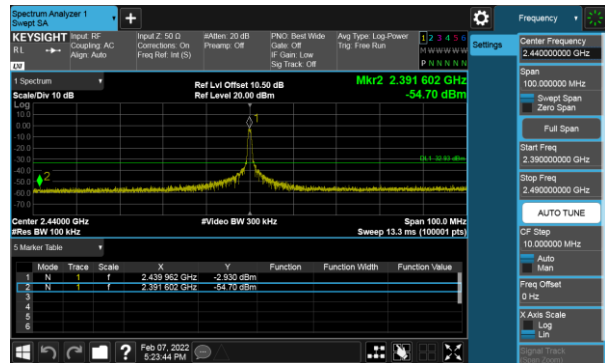 Spectrum Analyzer 1
Swept SA
Frequency
KEYSIGHT
RL
Input: RF
Coupling: AC
Align: Auto
Input Z: 50 Ω
Corrections: On
Freq Ref: Int (S)
#Atten: 20 dB
Preamp: Off
PNO: Best Wide
Gate: Off
IF Gain: Low
Sig Track: Off
Avg Type: Log-Power
Trig: Free Run
1 2 3 4 5 6
M W W W W W
P N N N N N
LXI
1 Spectrum
Scale/Div 10 dB
Ref Lvl Offset 10.50 dB
Ref Level 20.00 dBm
Mkr2 2.391 602 GHz
-54.70 dBm
Log
10.0
0.00
-10.0
-20.0
-30.0
-40.0
-50.0
-60.0
-70.0
1
2
DL1 -32.93 dBm
Center 2.44000 GHz
#Res BW 100 kHz
#Video BW 300 kHz
Span 100.0 MHz
Sweep 13.3 ms (100001 pts)
5 Marker Table
Mode Trace Scale X Y Function Function Width Function Value
1 N 1 f 2.439 962 GHz -2.930 dBm
2 N 1 f 2.391 602 GHz -54.70 dBm
3
4
5
6
?
Feb 07, 2022
5:23:44 PM
Settings
Center Frequency
2.440000000 GHz
Span
100.000000 MHz
Swept Span
Zero Span
Full Span
Start Freq
2.390000000 GHz
Stop Freq
2.490000000 GHz
AUTO TUNE
CF Step
10.000000 MHz
Auto
Man
Freq Offset
0 Hz
X Axis Scale
Log
Lin
Signal Track
(Span Zoom)